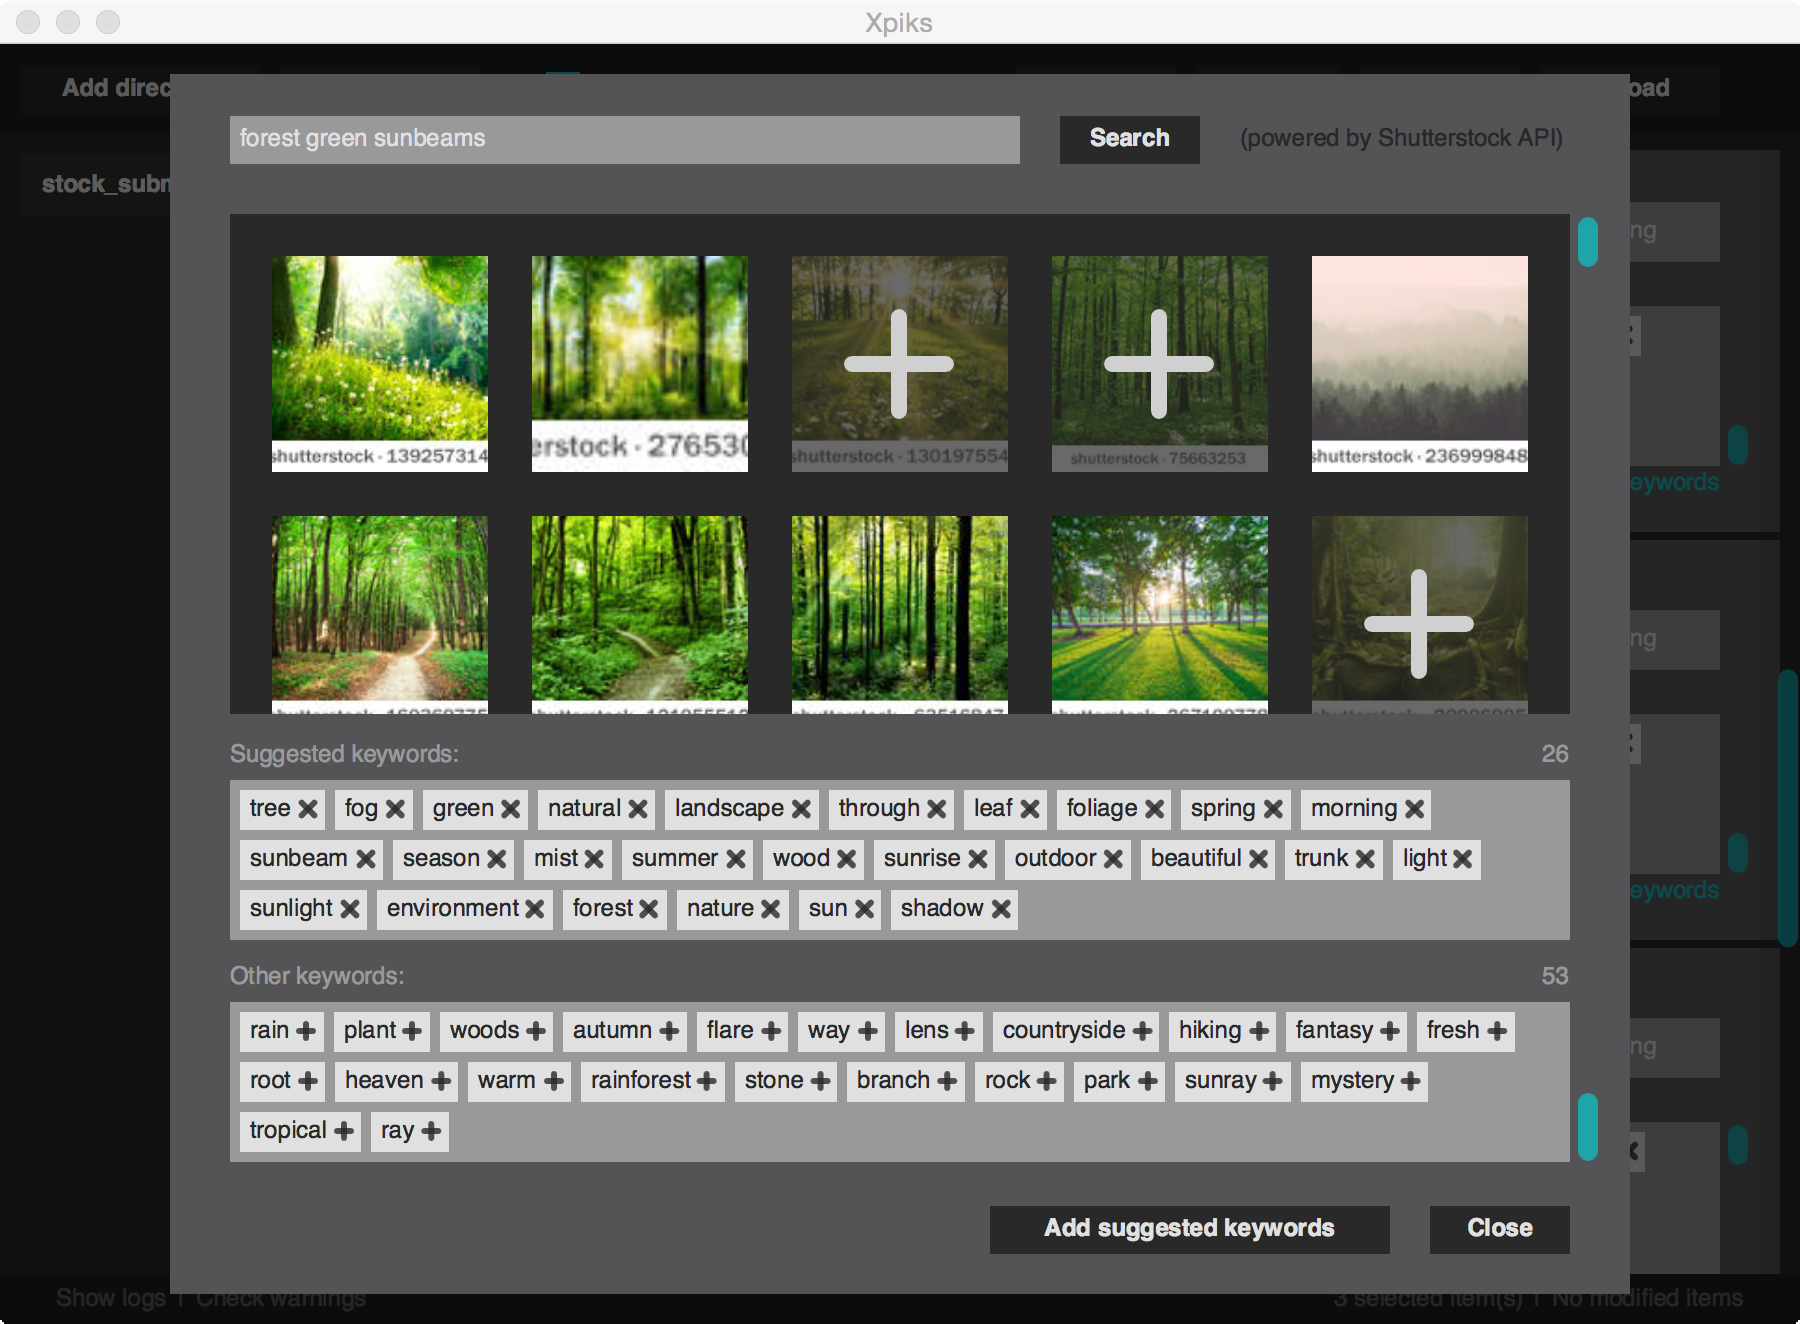 Xpiks
Add direc
oad
forest green sunbeams
Search
(powered by Shutterstock API)
stock_subm
ng
shutterstock · 139257314
erstock · 276530
shutterstock · 130197554
shutterstock · 75663253
shutterstock · 236999848
eywords
ng
Suggested keywords:
26
tree
fog
green
natural
landscape
through
leaf
foliage
spring
morning
sunbeam
season
mist
summer
wood
sunrise
outdoor
beautiful
trunk
light
eywords
sunlight
environment
forest
nature
sun
shadow
Other keywords:
53
rain
plant
woods
autumn
flare
way
lens
countryside
hiking
fantasy
fresh
ng
root
heaven
warm
rainforest
stone
branch
rock
park
sunray
mystery
tropical
ray
Add suggested keywords
Close
Show logs | Check warnings
3 selected item(s) | No modified items